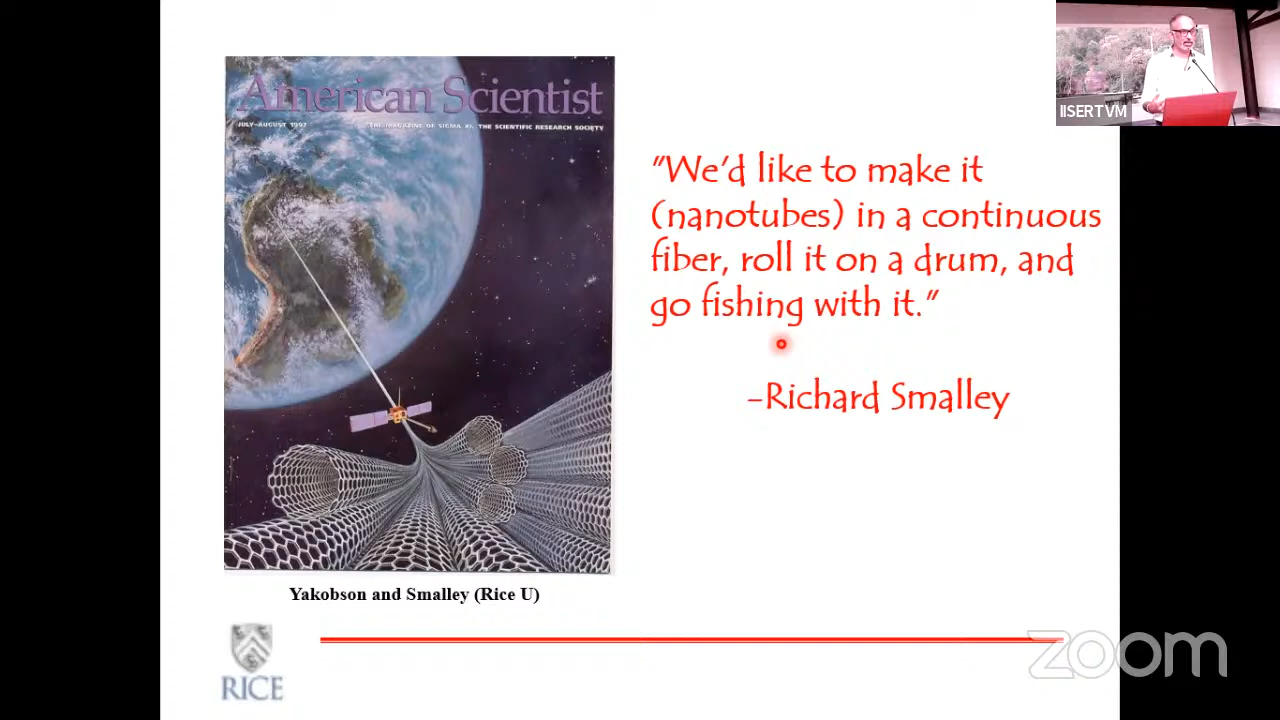 American Scientist
JULY-AUGUST 1997
THE MAGAZINE OF SIGMA XI, THE SCIENTIFIC RESEARCH SOCIETY
IISERTVM
"We'd like to make it
(nanotubes) in a continuous
fiber, roll it on a drum, and
go fishing with it."
-Richard Smalley
Yakobson and Smalley (Rice U)
RICE
zoom